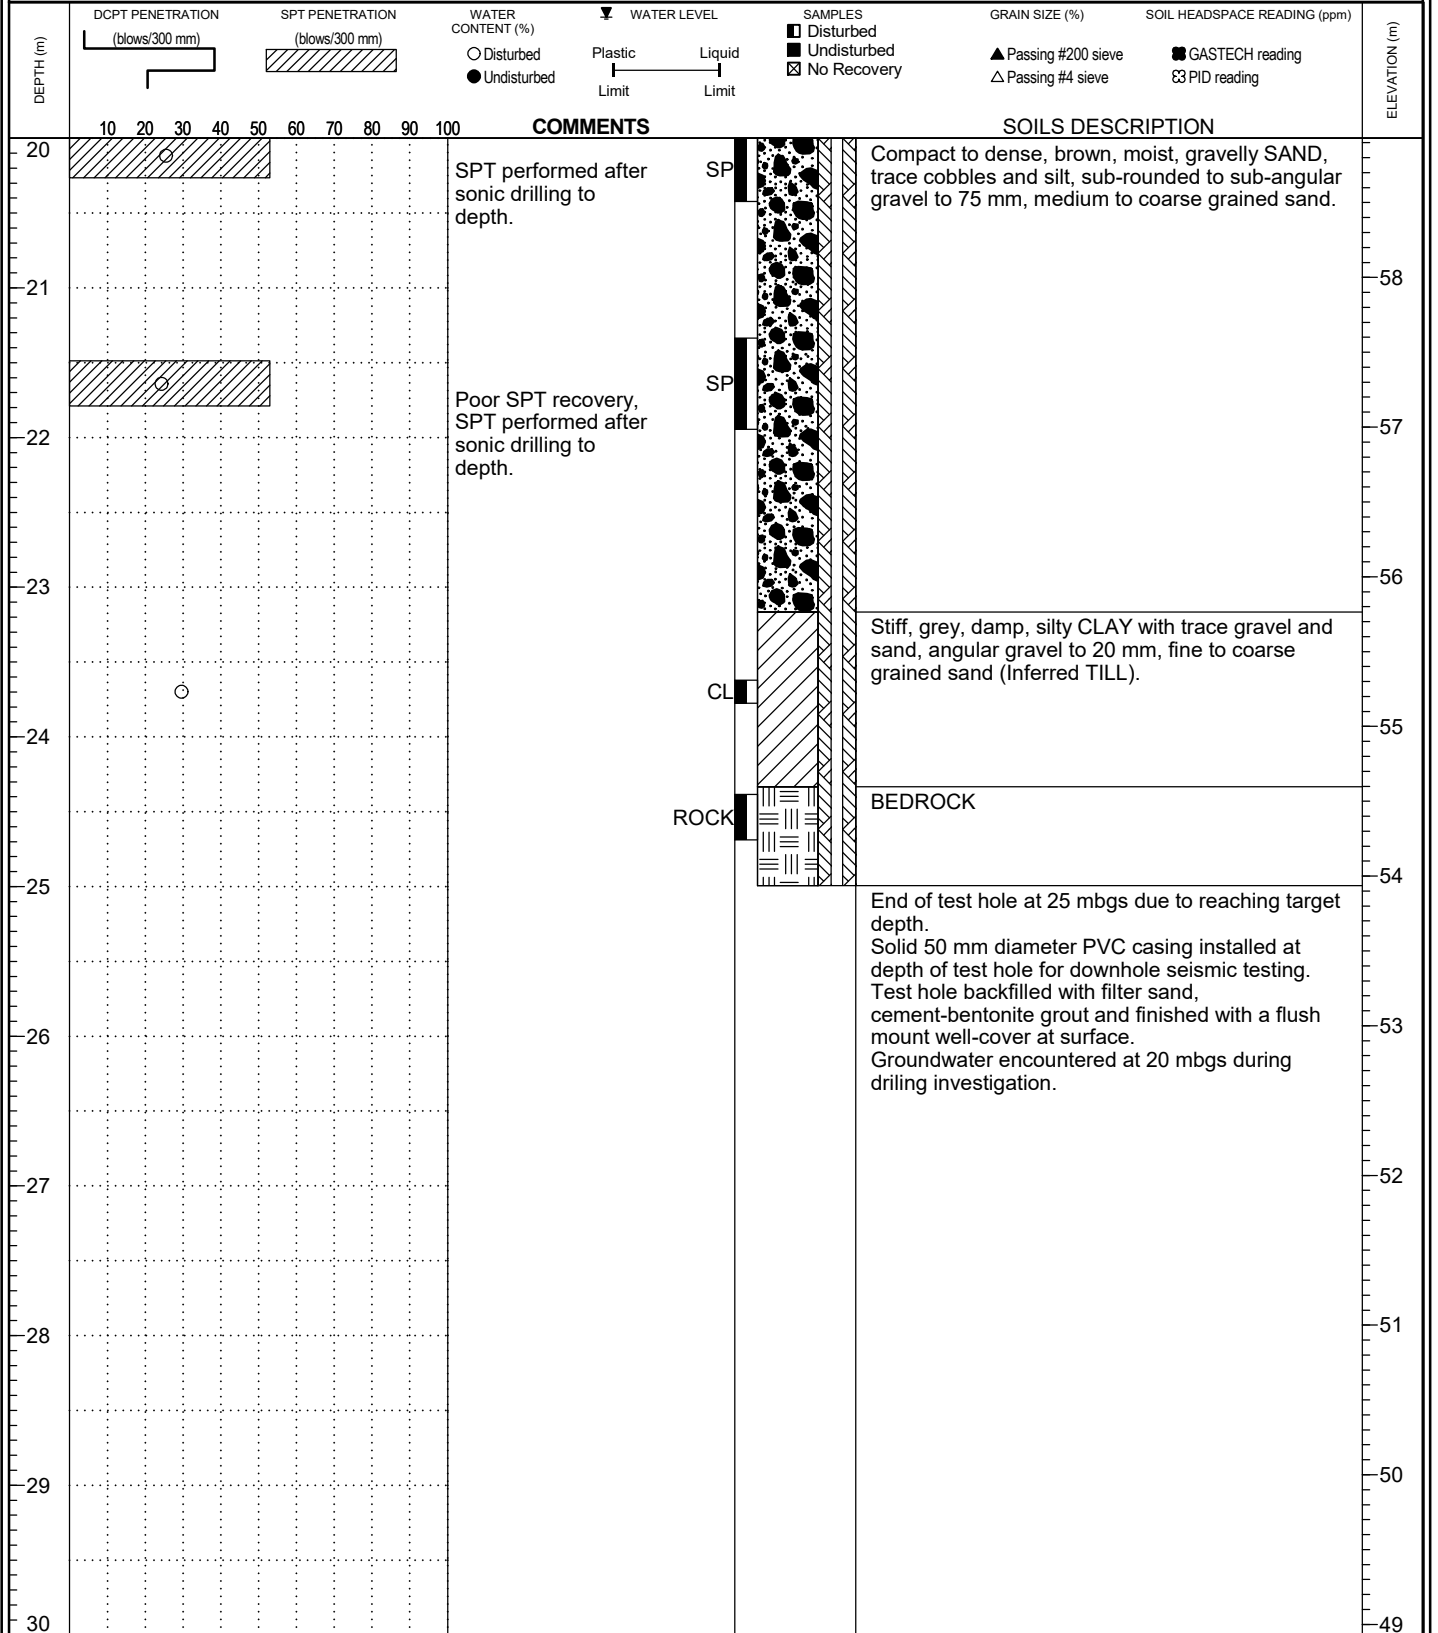 DEPTH (m)
DCPT PENETRATION
(blows/300 mm)
SPT PENETRATION
(blows/300 mm)
WATER
CONTENT (%)
Disturbed
Undisturbed
WATER LEVEL
Plastic Liquid
Limit Limit
SAMPLES
Disturbed
Undisturbed
No Recovery
GRAIN SIZE (%)
Passing #200 sieve
Passing #4 sieve
SOIL HEADSPACE READING (ppm)
GASTECH reading
PID reading
ELEVATION (m)
10 20 30 40 50 60 70 80 90 100
COMMENTS
SOILS DESCRIPTION
20
SPT performed after
sonic drilling to
depth.
SP
Compact to dense, brown, moist, gravelly SAND,
trace cobbles and silt, sub-rounded to sub-angular
gravel to 75 mm, medium to coarse grained sand.
21
58
Poor SPT recovery,
SPT performed after
sonic drilling to
depth.
SP
22
57
23
56
Stiff, grey, damp, silty CLAY with trace gravel and
sand, angular gravel to 20 mm, fine to coarse
grained sand (Inferred TILL).
CL
24
55
ROCK
BEDROCK
25
54
End of test hole at 25 mbgs due to reaching target
depth.
Solid 50 mm diameter PVC casing installed at
depth of test hole for downhole seismic testing.
Test hole backfilled with filter sand,
cement-bentonite grout and finished with a flush
mount well-cover at surface.
Groundwater encountered at 20 mbgs during
driling investigation.
26
53
27
52
28
51
29
50
30
49